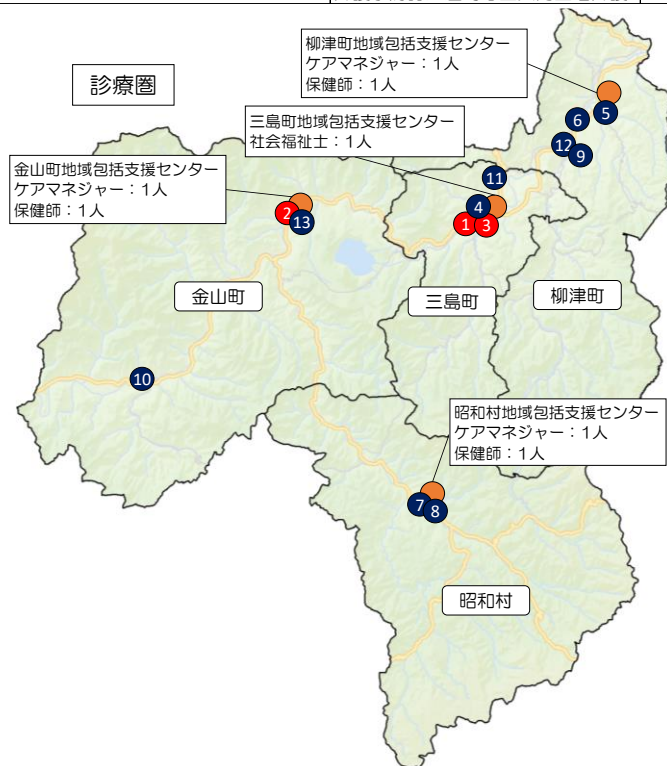 診療圏
柳津町地域包括支援センター
ケアマネジャー：1人
保健師：1人
三島町地域包括支援センター
社会福祉士：1人
金山町地域包括支援センター
ケアマネジャー：1人
保健師：1人
5
6
12
9
11
4
1
3
2
13
金山町
三島町
柳津町
10
昭和村地域包括支援センター
ケアマネジャー：1人
保健師：1人
7
8
昭和村